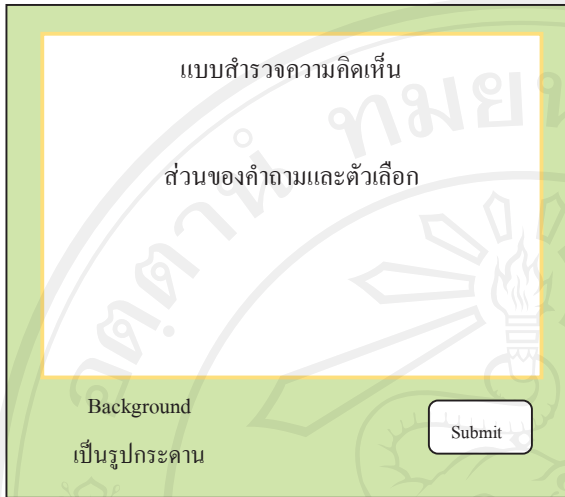 แบบสำรวจความคิดเห็น
ส่วนของคำถามและตัวเลือก
Background
เป็นรูปกระดาน
Submit